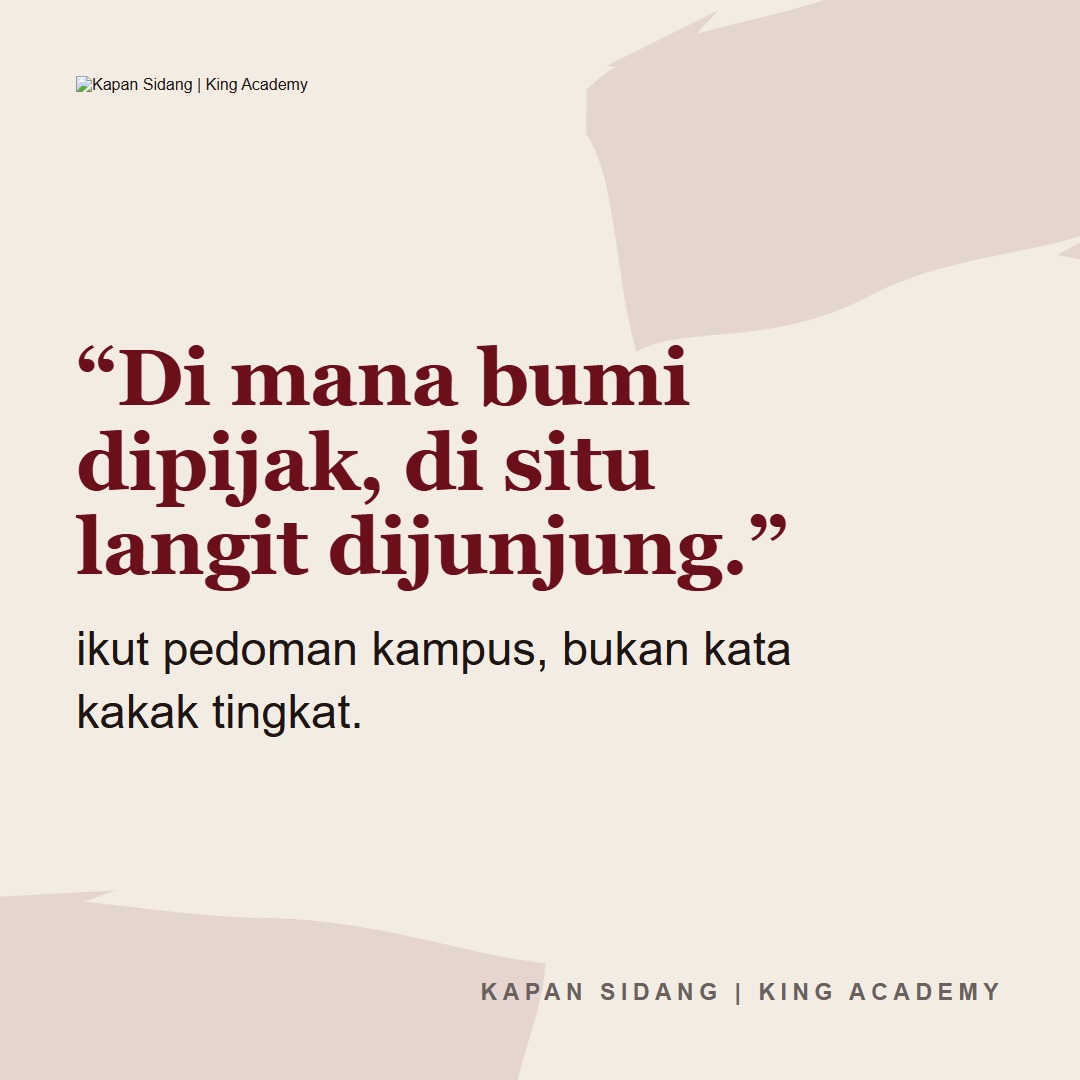 Kapan Sidang | King Academy
“Di mana bumi
dipijak, di situ
langit dijunjung.”
ikut pedoman kampus, bukan kata
kakak tingkat.
KAPAN SIDANG | KING ACADEMY